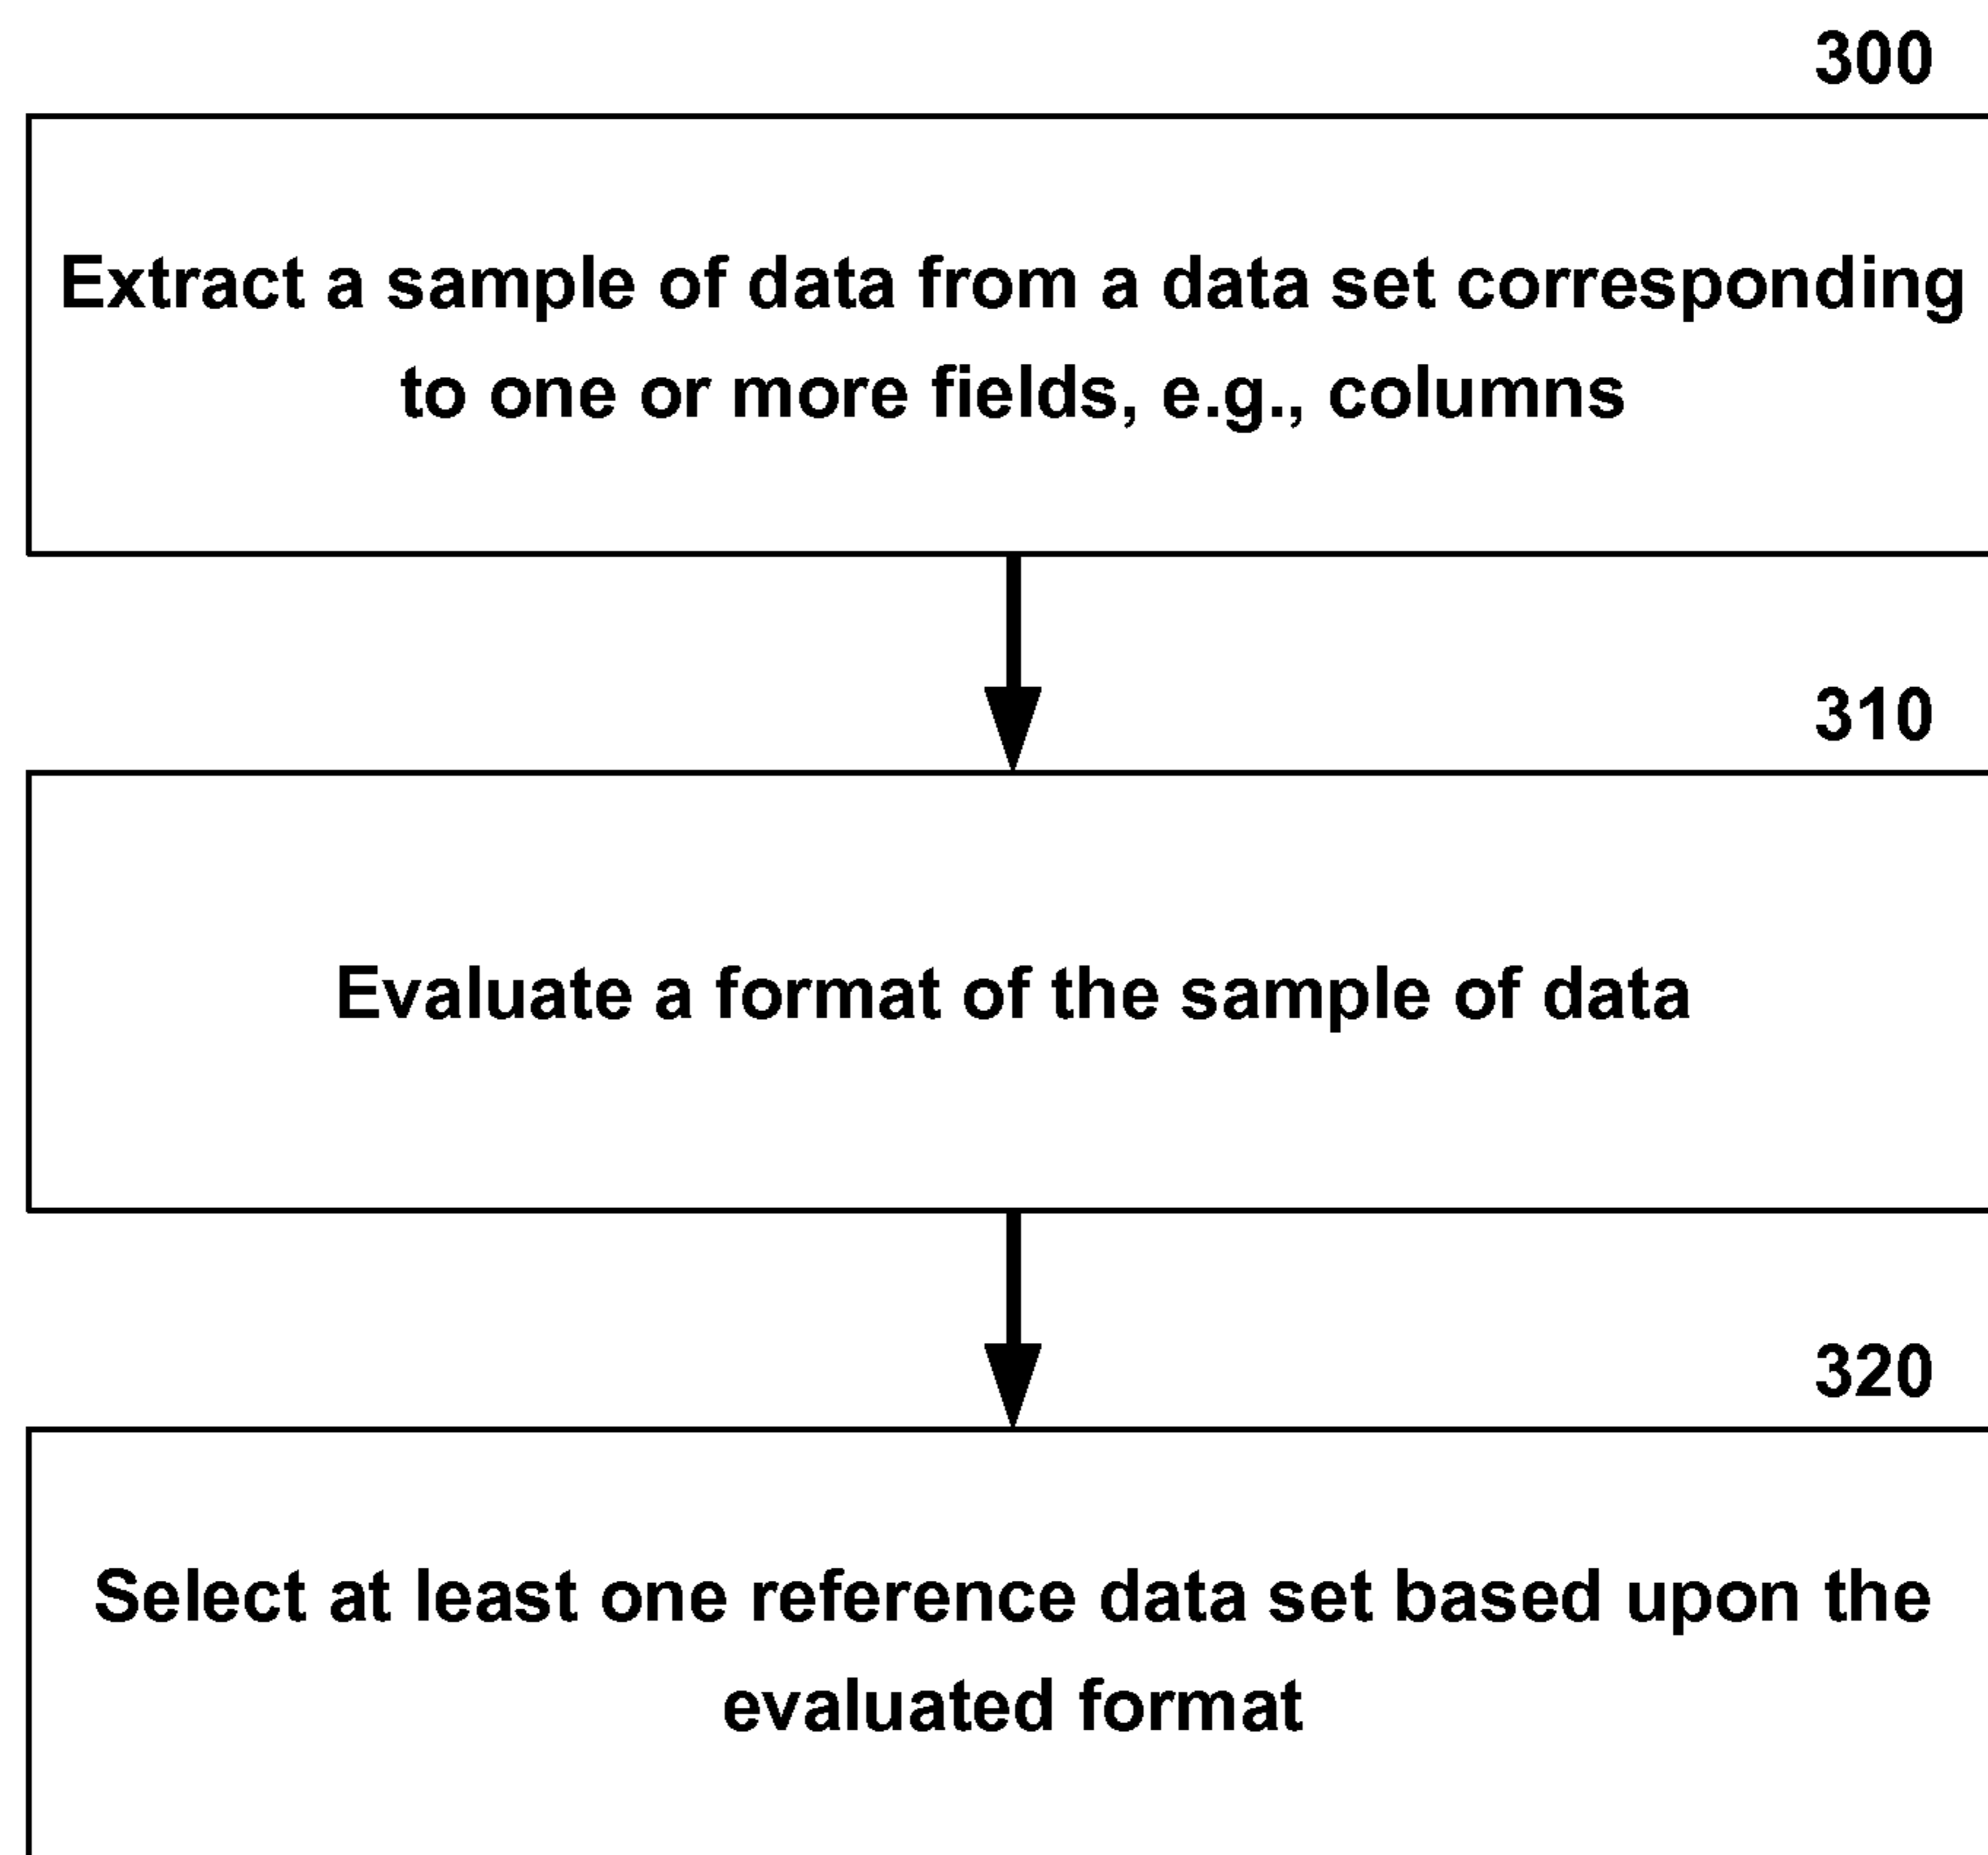 300
Extract a sample of data from a data set corresponding
to one or more fields, e.g., columns
310
Evaluate a format of the sample of data
320
Select at least one reference data set based upon the
evaluated format